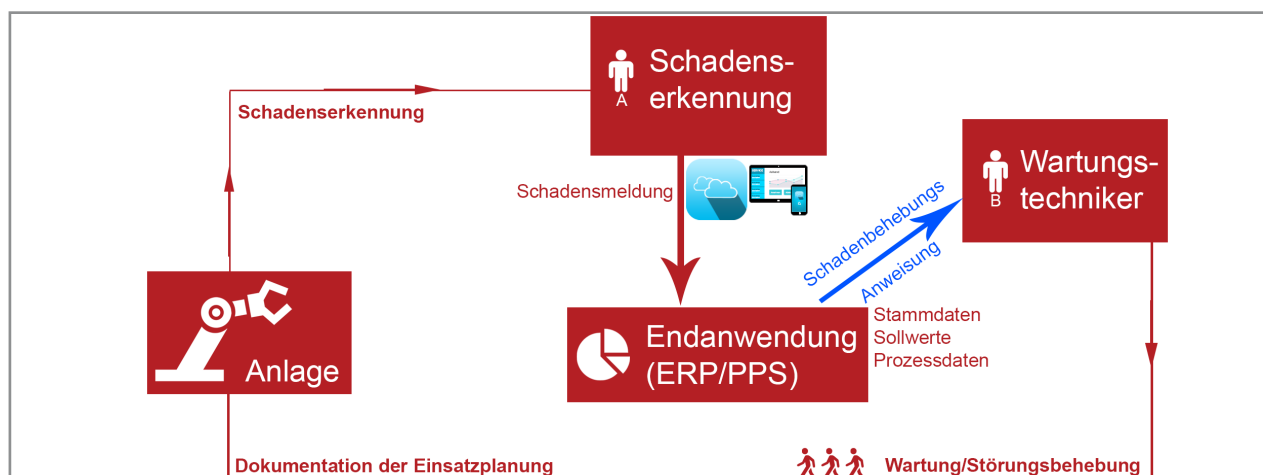 Schadens-
erkennung
A
Schadenserkennung
Wartungs-
techniker
B
Schadensmeldung
Schadenbehebungs
Anweisung
Anlage
Endanwendung
(ERP/PPS)
Stammdaten
Sollwerte
Prozessdaten
Dokumentation der Einsatzplanung
Wartung/Störungsbehebung